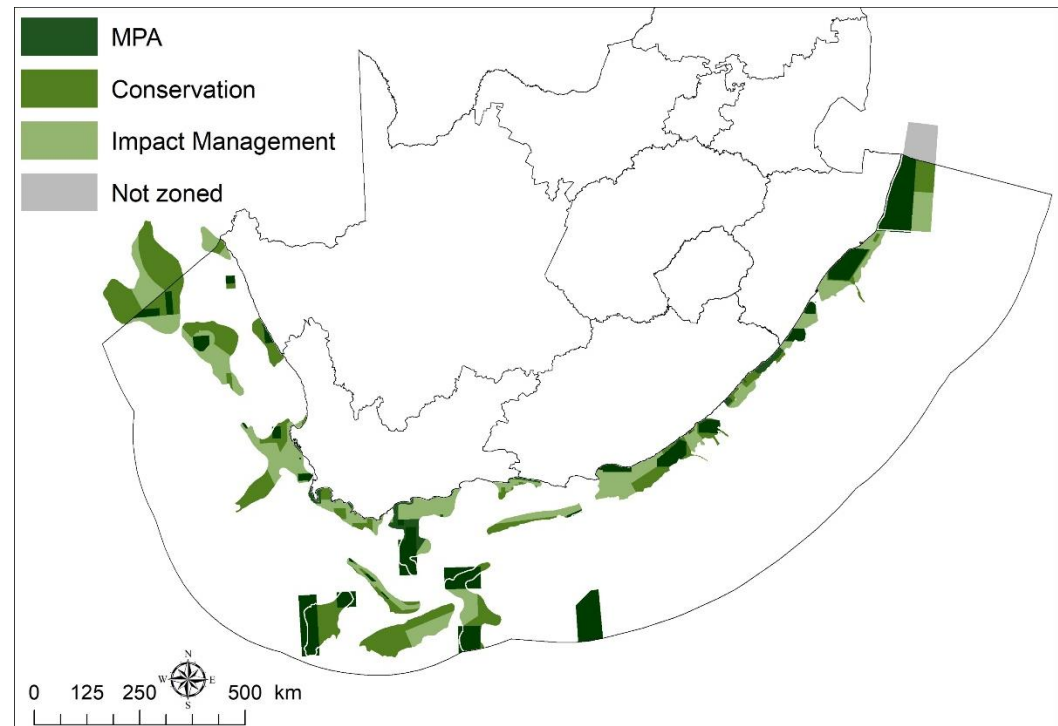 MPA
Conservation
Impact Management
Not zoned
N
W E
S
0 125 250 500 km